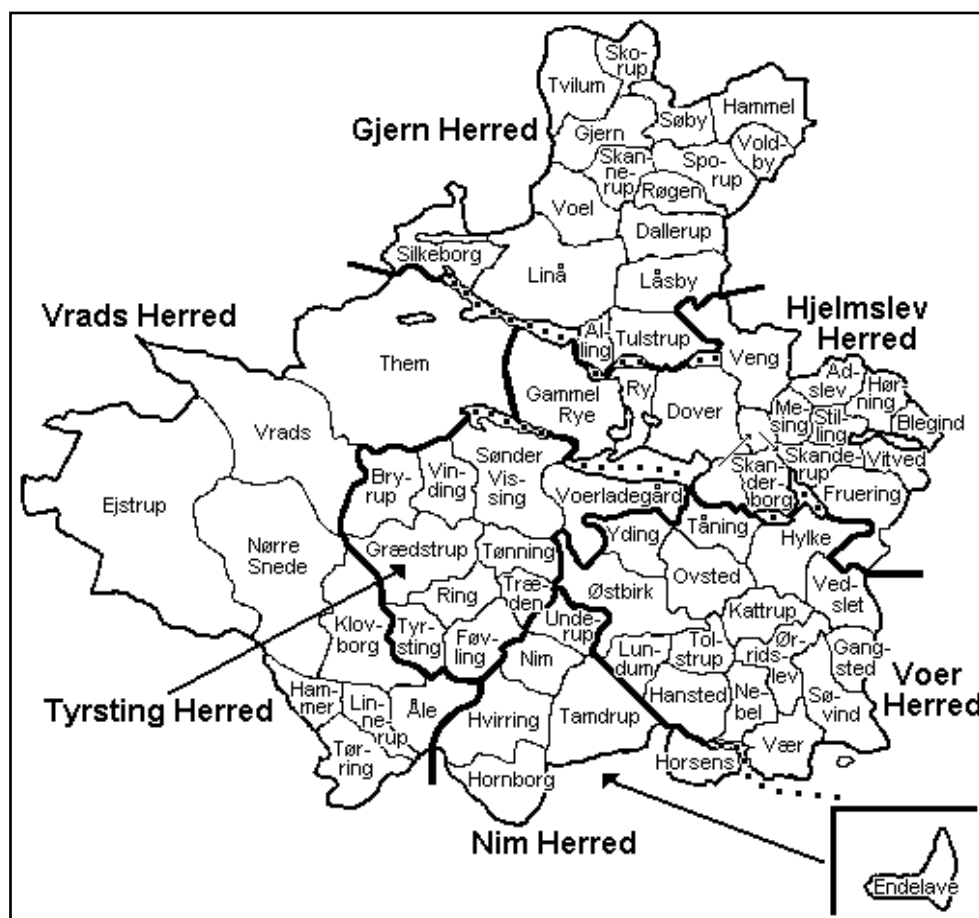 Sko-
rup
Tvilum
Hammel
Søby
Gjern Herred
Gjern
Vold-
by
Skan-
ne-
rup
Spo-
rup
Røgen
Voel
Dallerup
Silkeborg
Linå
Låsby
Vrads Herred
Hjelmslev
Herred
Al-
ling
Tulstrup
Veng
Them
Ad-
slev
Hør
ning
Gammel
Rye
Ry
Dover
Me-
sing
Stil-
ling
Blegind
Vrads
Sønder
Vis-
sing
Skande-
rup
Vitved
Bry-
rup
Vin-
ding
Skan-
der-
borg
Voerladegård
Fruering
Ejstrup
Yding
Tåning
Hylke
Nørre
Snede
Grædstrup
Tønning
Østbirk
Ovsted
Ved-
slet
Ring
Træ-
den
Kattrup
Klov-
borg
Tyr-
sting
Føv-
ling
Unde-
rup
Nim
Lun-
dum
Tol-
strup
Ør-
rids-
lev
Gang-
sted
Voer
Herred
Tyrsting Herred
Ham-
mer
Lin-
ne-
rup
Åle
Hvirring
Tamdrup
Hansted
Ne-
bel
Sø-
vind
Tør-
ring
Vær
Horsens
Hornborg
Nim Herred
Endelave